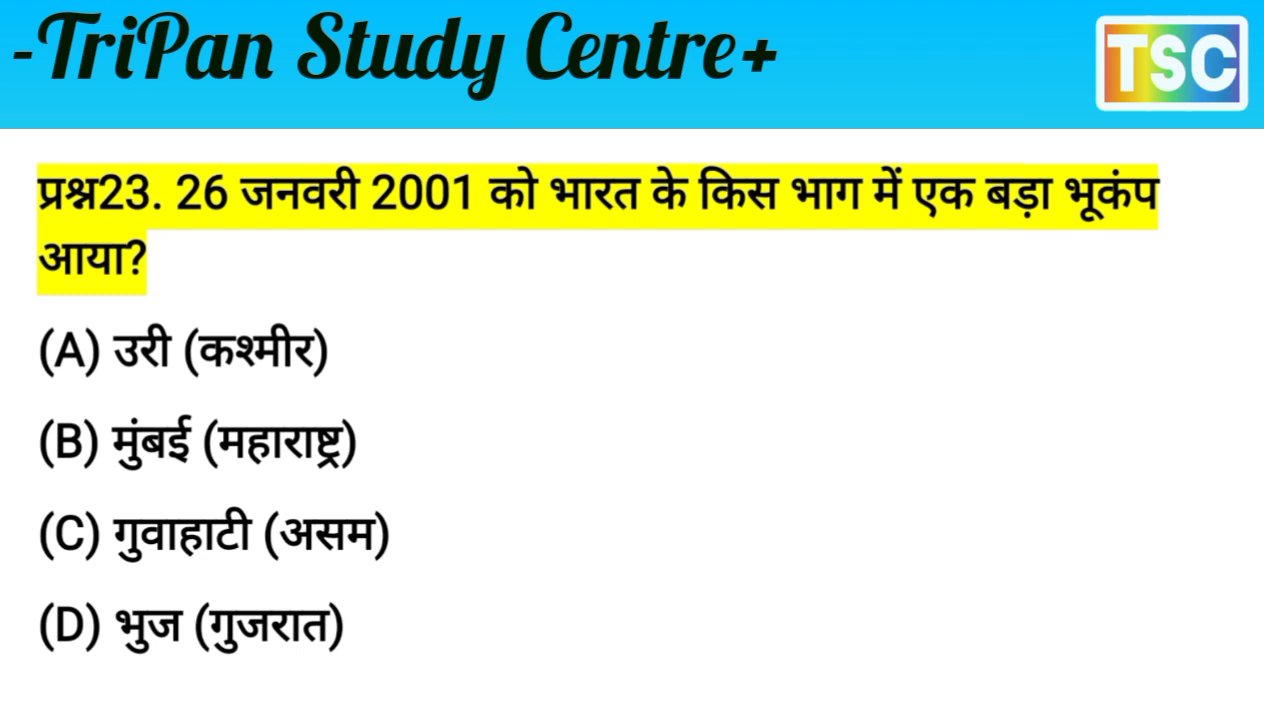 -TriPan Study Centre+
TSC
प्रश्न23. 26 जनवरी 2001 को भारत के किस भाग में एक बड़ा भूकंप
आया?
(A) उरी (कश्मीर)
(B) मुंबई (महाराष्ट्र)
(C) गुवाहाटी (असम)
(D) भुज (गुजरात)